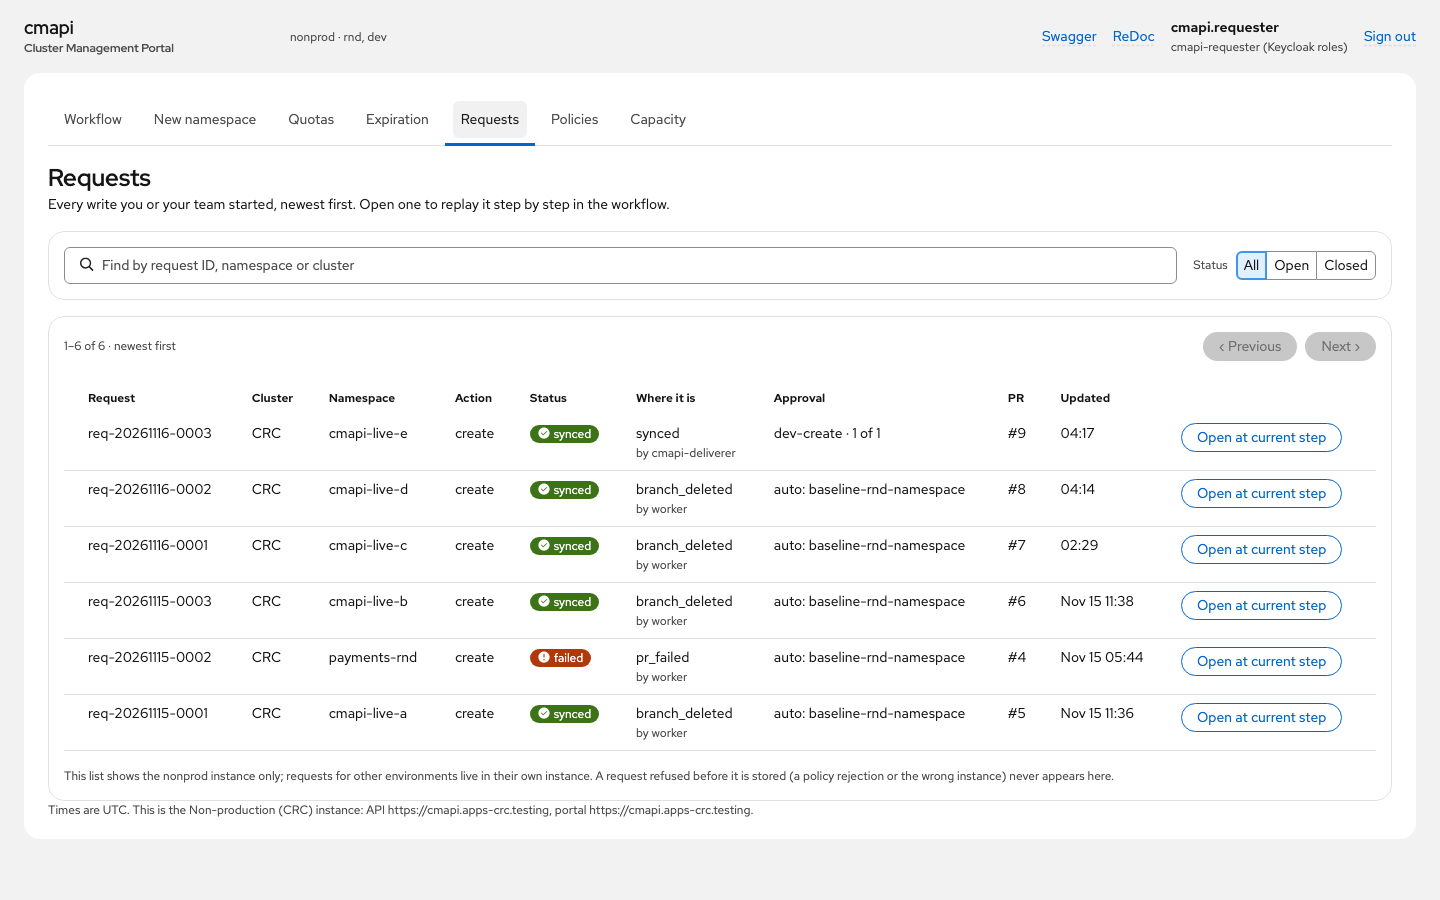 cmapi
Cluster Management Portal
nonprod · rnd, dev
Swagger
ReDoc
cmapi.requester
cmapi-requester (Keycloak roles)
Sign out
Workflow
New namespace
Quotas
Expiration
Requests
Policies
Capacity
Requests
Every write you or your team started, newest first. Open one to replay it step by step in the workflow.
Find by request ID, namespace or cluster
Status
All
Open
Closed
1–6 of 6 · newest first
‹ Previous
Next ›
Request Cluster Namespace Action Status Where it is Approval PR Updated
req-20261116-0003 CRC cmapi-live-e create synced synced dev-create · 1 of 1 #9 04:17 Open at current step
by cmapi-deliverer
req-20261116-0002 CRC cmapi-live-d create synced branch_deleted auto: baseline-rnd-namespace #8 04:14 Open at current step
by worker
req-20261116-0001 CRC cmapi-live-c create synced branch_deleted auto: baseline-rnd-namespace #7 02:29 Open at current step
by worker
req-20261115-0003 CRC cmapi-live-b create synced branch_deleted auto: baseline-rnd-namespace #6 Nov 15 11:38 Open at current step
by worker
req-20261115-0002 CRC payments-rnd create failed pr_failed auto: baseline-rnd-namespace #4 Nov 15 05:44 Open at current step
by worker
req-20261115-0001 CRC cmapi-live-a create synced branch_deleted auto: baseline-rnd-namespace #5 Nov 15 11:36 Open at current step
by worker
This list shows the nonprod instance only; requests for other environments live in their own instance. A request refused before it is stored (a policy rejection or the wrong instance) never appears here.
Times are UTC. This is the Non-production (CRC) instance: API https://cmapi.apps-crc.testing, portal https://cmapi.apps-crc.testing.